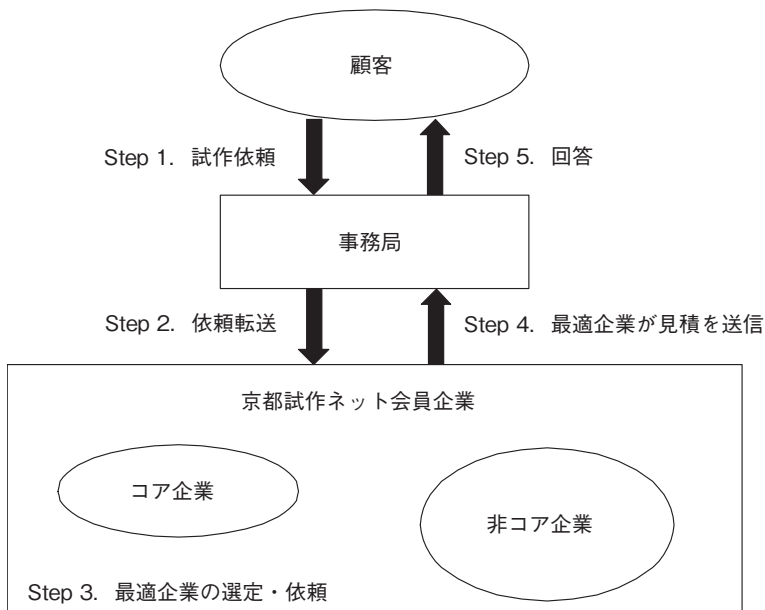 顧客
Step 1. 試作依頼
Step 5. 回答
事務局
Step 2. 依頼転送
Step 4. 最適企業が見積を送信
京都試作ネット会員企業
コア企業
非コア企業
Step 3. 最適企業の選定・依頼